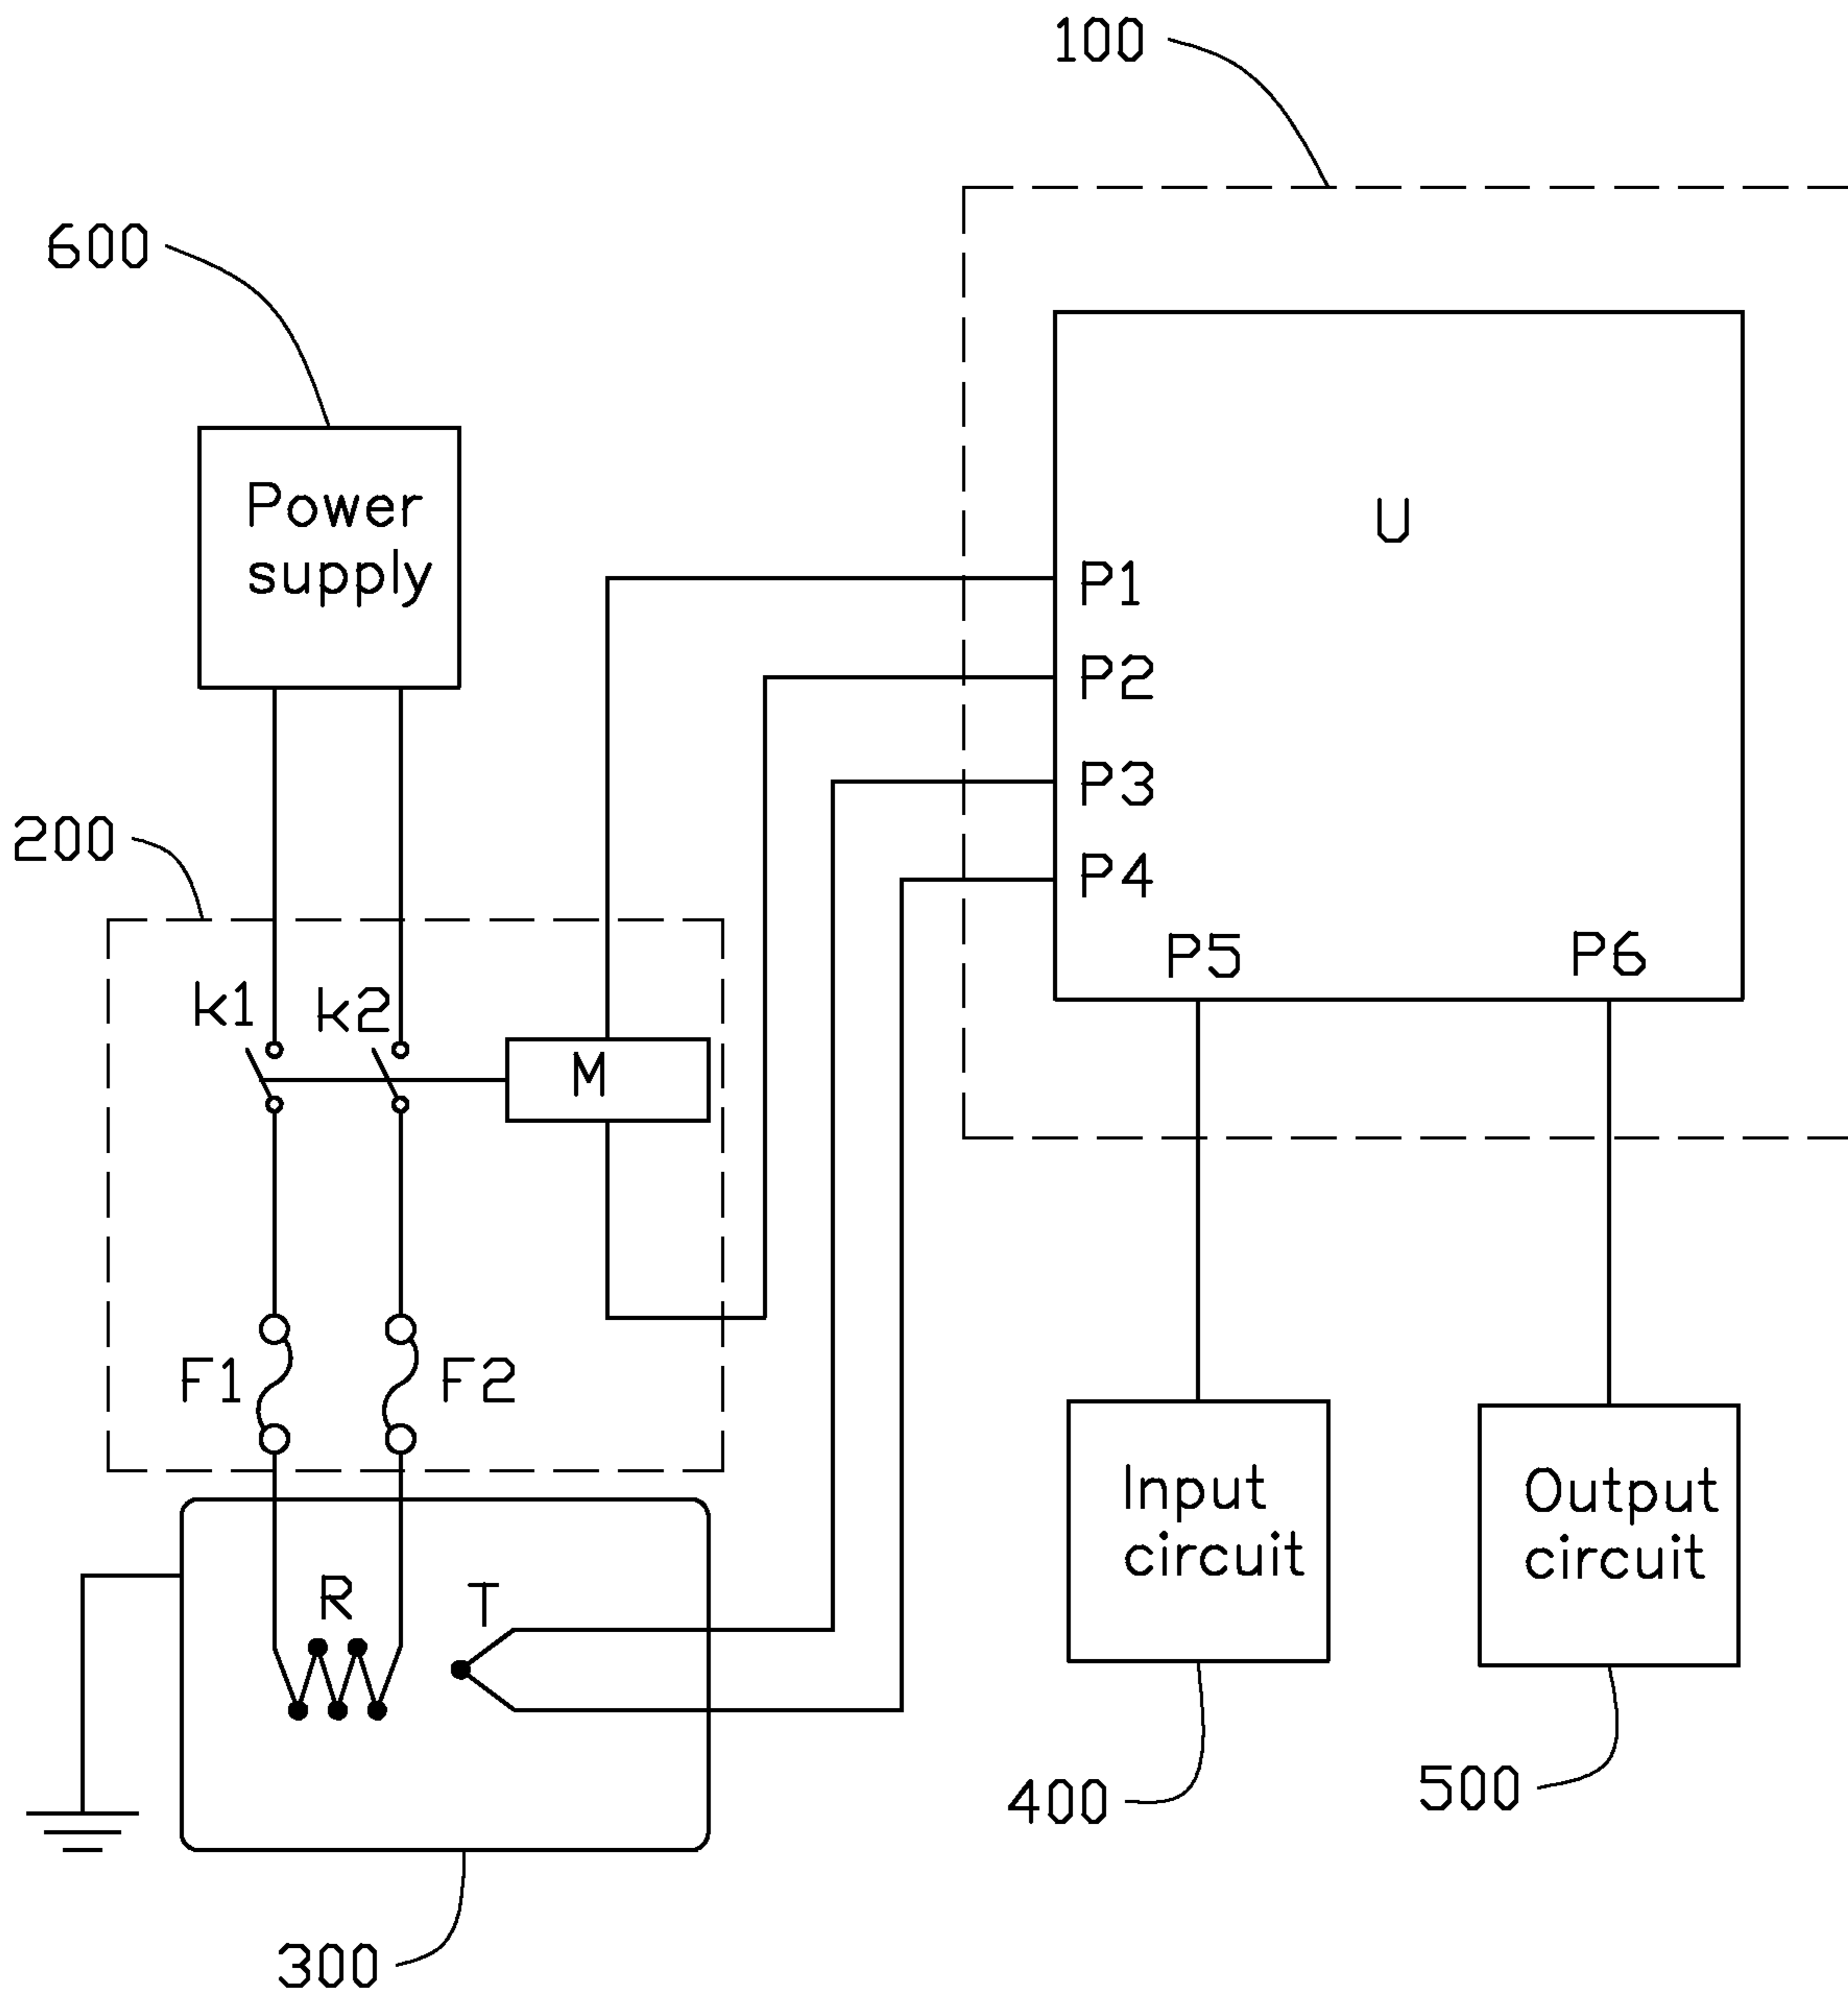 100
600
Power
supply
U
P1
P2
P3
P4
200
P5
P6
k1
k2
M
F1
F2
Input
circuit
Output
circuit
R
T
400
500
300